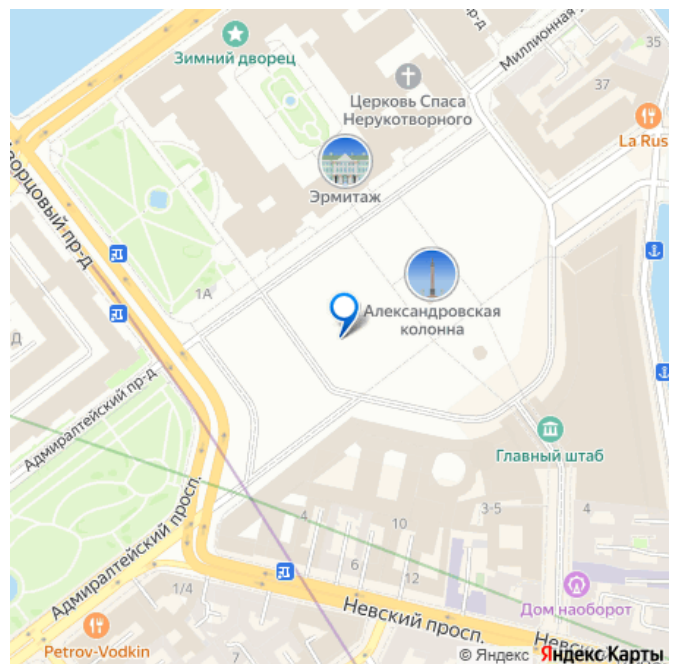 Зимний дворец
Миллионная
35
37
Церковь Спаса
Нерукотворного
La Rus
Эрмитаж
1А
Александровская
колонна
Адмиралтейский пр-д
Главный штаб
4
10
3-5
4
6
12
Адмиралтейский просп.
1/4
Невский просп.
Дом наоборот
Petrov-Vodkin
© Яндекс
Яндекс Карты